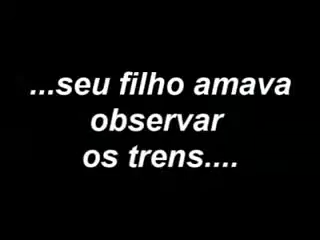 ...seu filho amava
observar
os trens....